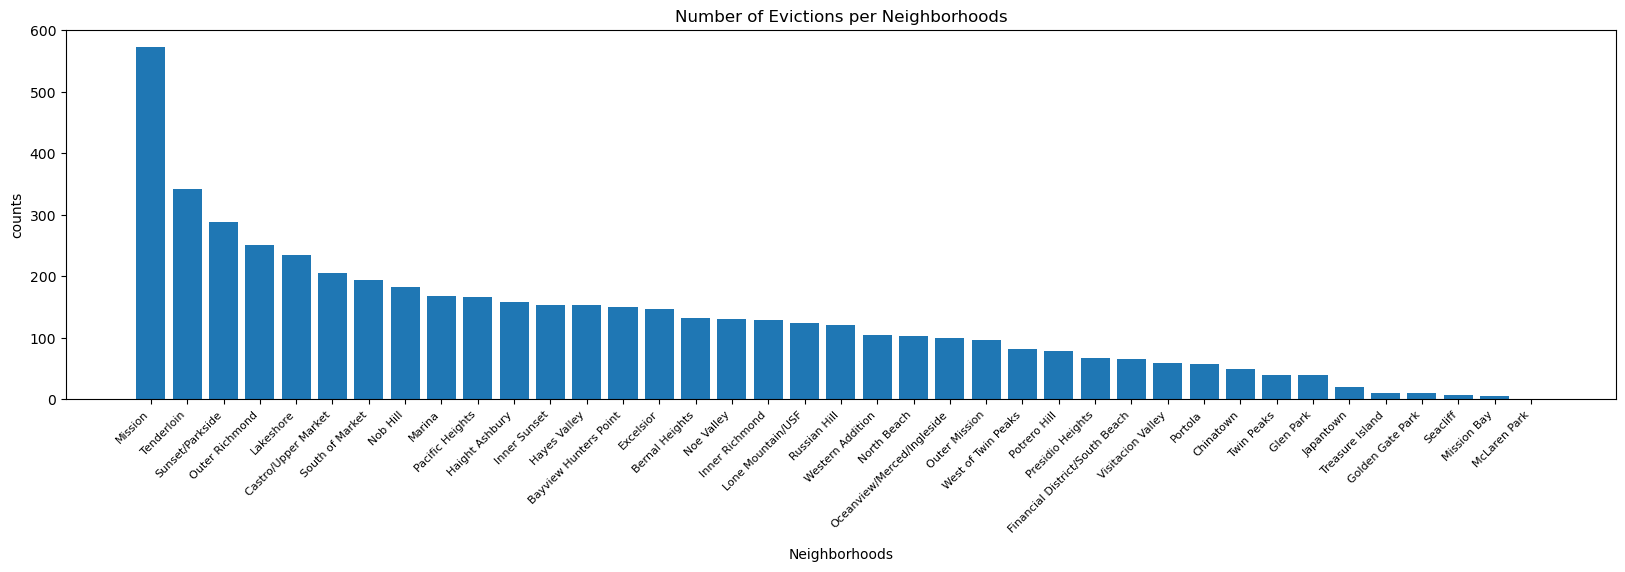 Number of Evictions per Neighborhoods
600
500
400
300
200
100
0
counts
Mission
Tenderloin
Sunset/Parkside
Outer Richmond
Lakeshore
Castro/Upper Market
South of Market
Nob Hill
Marina
Pacific Heights
Haight Ashbury
Inner Sunset
Hayes Valley
Bayview Hunters Point
Excelsior
Bernal Heights
Noe Valley
Inner Richmond
Lone Mountain/USF
Russian Hill
Western Addition
North Beach
Oceanview/Merced/Ingleside
Outer Mission
West of Twin Peaks
Potrero Hill
Presidio Heights
Financial District/South Beach
Visitacion Valley
Portola
Chinatown
Twin Peaks
Glen Park
Japantown
Treasure Island
Golden Gate Park
Seacliff
Mission Bay
McLaren Park
Neighborhoods